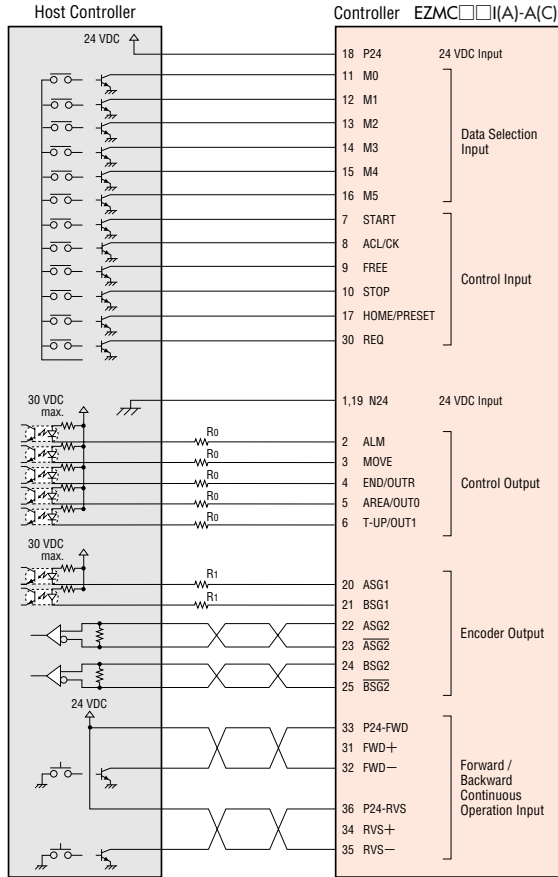 Host Controller
Controller EZMC□□I(A)-A(C)
24 VDC
18 P24 24 VDC Input
11 M0
12 M1
13 M2
14 M3
15 M4
16 M5
Data Selection
Input
7 START
8 ACL/CK
9 FREE
10 STOP
17 HOME/PRESET
30 REQ
Control Input
1,19 N24 24 VDC Input
30 VDC
max.
R0
R0
R0
R0
R0
2 ALM
3 MOVE
4 END/OUTR
5 AREA/OUT0
6 T-UP/OUT1
Control Output
30 VDC
max.
R1
R1
20 ASG1
21 BSG1
22 ASG2
23 A̅S̅G̅2̅
24 BSG2
25 B̅S̅G̅2̅
Encoder Output
24 VDC
33 P24-FWD
31 FWD+
32 FWD−
36 P24-RVS
34 RVS+
35 RVS−
Forward /
Backward
Continuous
Operation Input